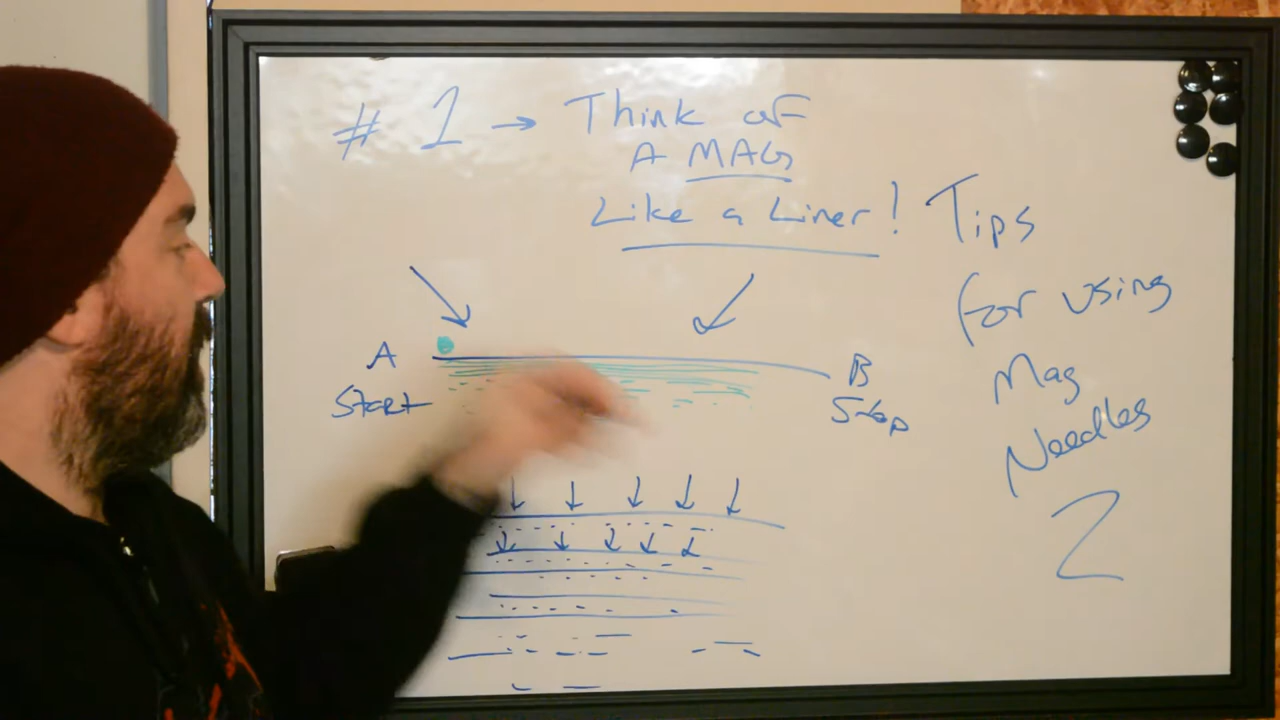 # 1 → Think of
A MAG
Like a Liner!
Tips
for using
Mag
Needles
2
A
Start
B
Stop